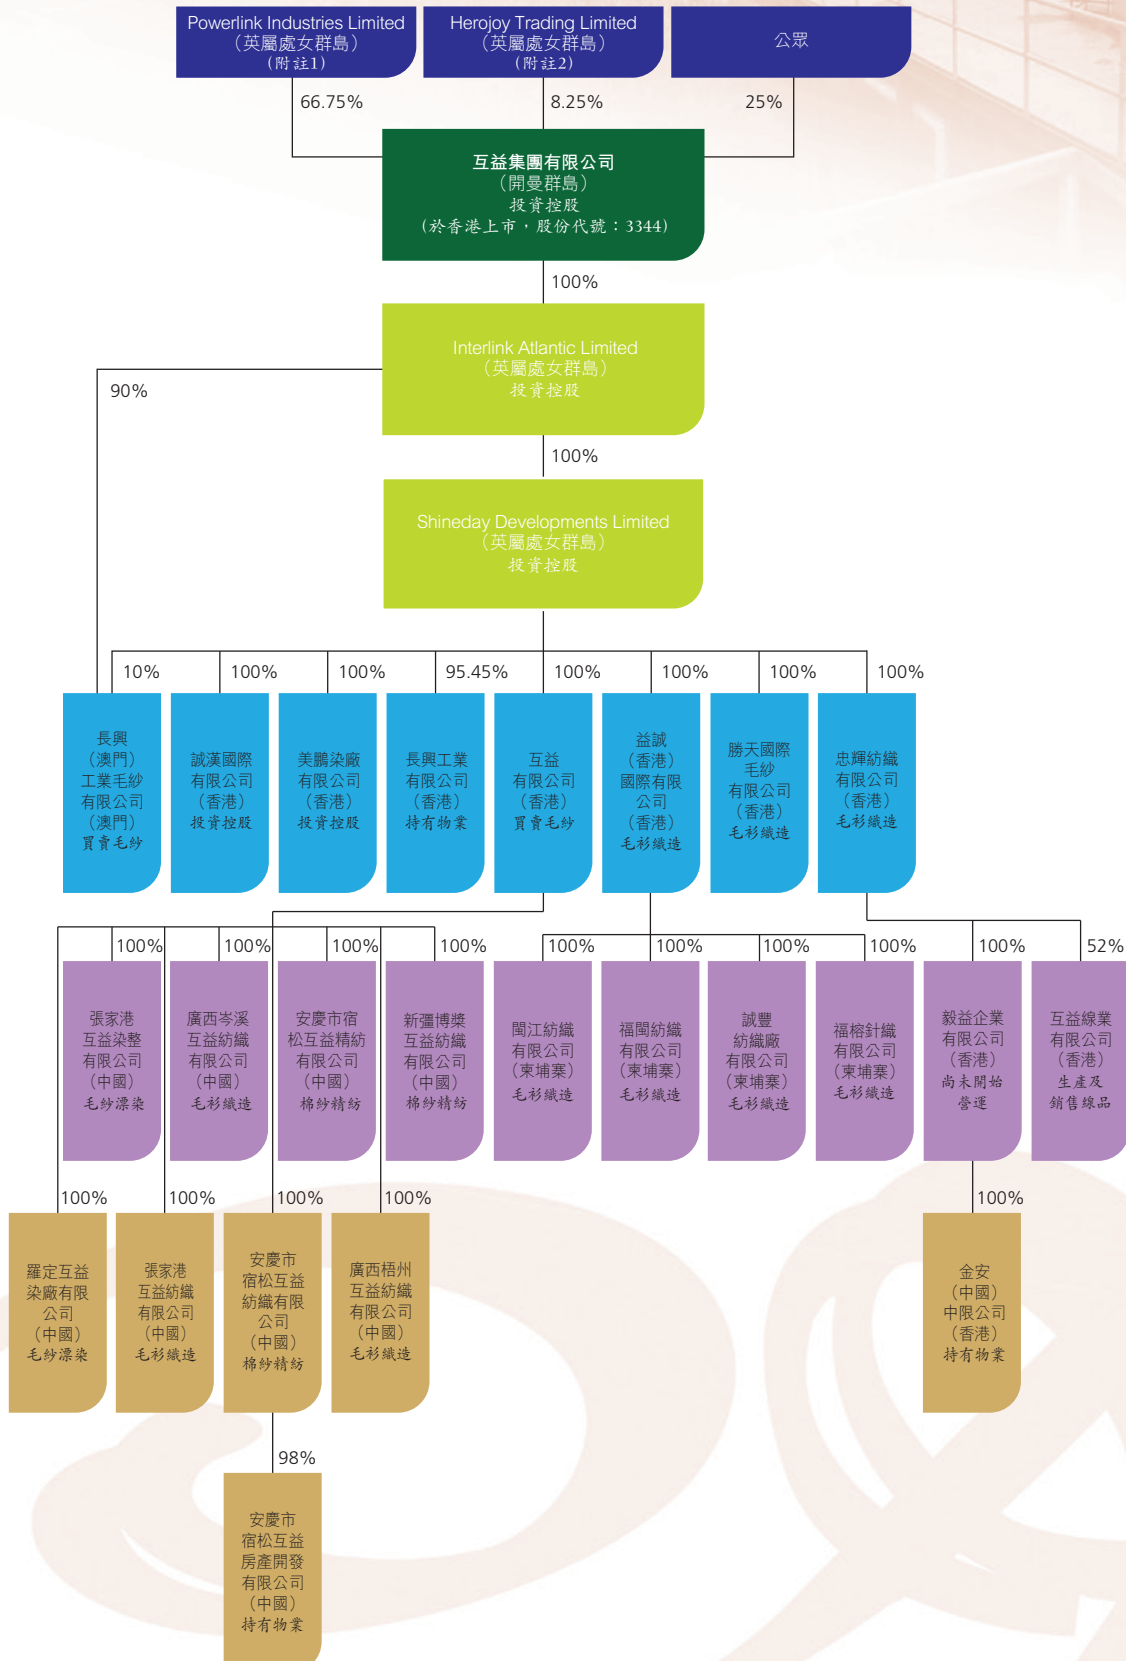 Powerlink Industries Limited
（英屬處女群島）
(附註1)
Herojoy Trading Limited
（英屬處女群島）
(附註2)
公眾
66.75%
8.25%
25%
互益集團有限公司
（開曼群島）
投資控股
(於香港上市，股份代號：3344)
100%
Interlink Atlantic Limited
（英屬處女群島）
投資控股
90%
100%
Shineday Developments Limited
（英屬處女群島）
投資控股
10%
100%
100%
95.45%
100%
100%
100%
100%
長興
（澳門）
工業毛紗
有限公司
（澳門）
買賣毛紗
誠漢國際
有限公司
（香港）
投資控股
美鵬染廠
有限公司
（香港）
投資控股
長興工業
有限公司
（香港）
持有物業
互益
有限公司
（香港）
買賣毛紗
益誠
（香港）
國際有限
公司
（香港）
毛衫織造
勝天國際
毛紗
有限公司
（香港）
毛衫織造
忠輝紡織
有限公司
（香港）
毛衫織造
100%
100%
100%
100%
100%
100%
100%
100%
100%
52%
張家港
互益染整
有限公司
（中國）
毛紗漂染
廣西岑溪
互益紡織
有限公司
（中國）
毛衫織造
安慶市宿
松互益精紡
有限公司
（中國）
棉紗精紡
新疆博樂
互益紡織
有限公司
（中國）
棉紗精紡
閩江紡織
有限公司
（柬埔寨）
毛衫織造
福閩紡織
有限公司
（柬埔寨）
毛衫織造
誠豐
紡織廠
有限公司
（柬埔寨）
毛衫織造
福榕針織
有限公司
（柬埔寨）
毛衫織造
毅益企業
有限公司
（香港）
尚未開始
營運
互益線業
有限公司
（香港）
生產及
銷售線品
100%
100%
100%
100%
100%
羅定互益
染廠有限
公司
（中國）
毛紗漂染
張家港
互益紡織
有限公司
（中國）
毛衫織造
安慶市
宿松互益
紡織有限
公司
（中國）
棉紗精紡
廣西梧州
互益紡織
有限公司
（中國）
毛衫織造
金安
（中國）
中限公司
（香港）
持有物業
98%
安慶市
宿松互益
房產開發
有限公司
（中國）
持有物業